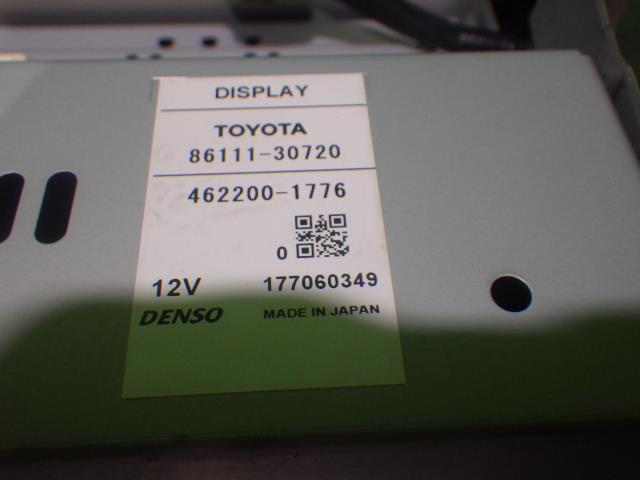 DISPLAY
TOYOTA
86111-30720
462200-1776
0
12V 177060349
DENSO MADE IN JAPAN